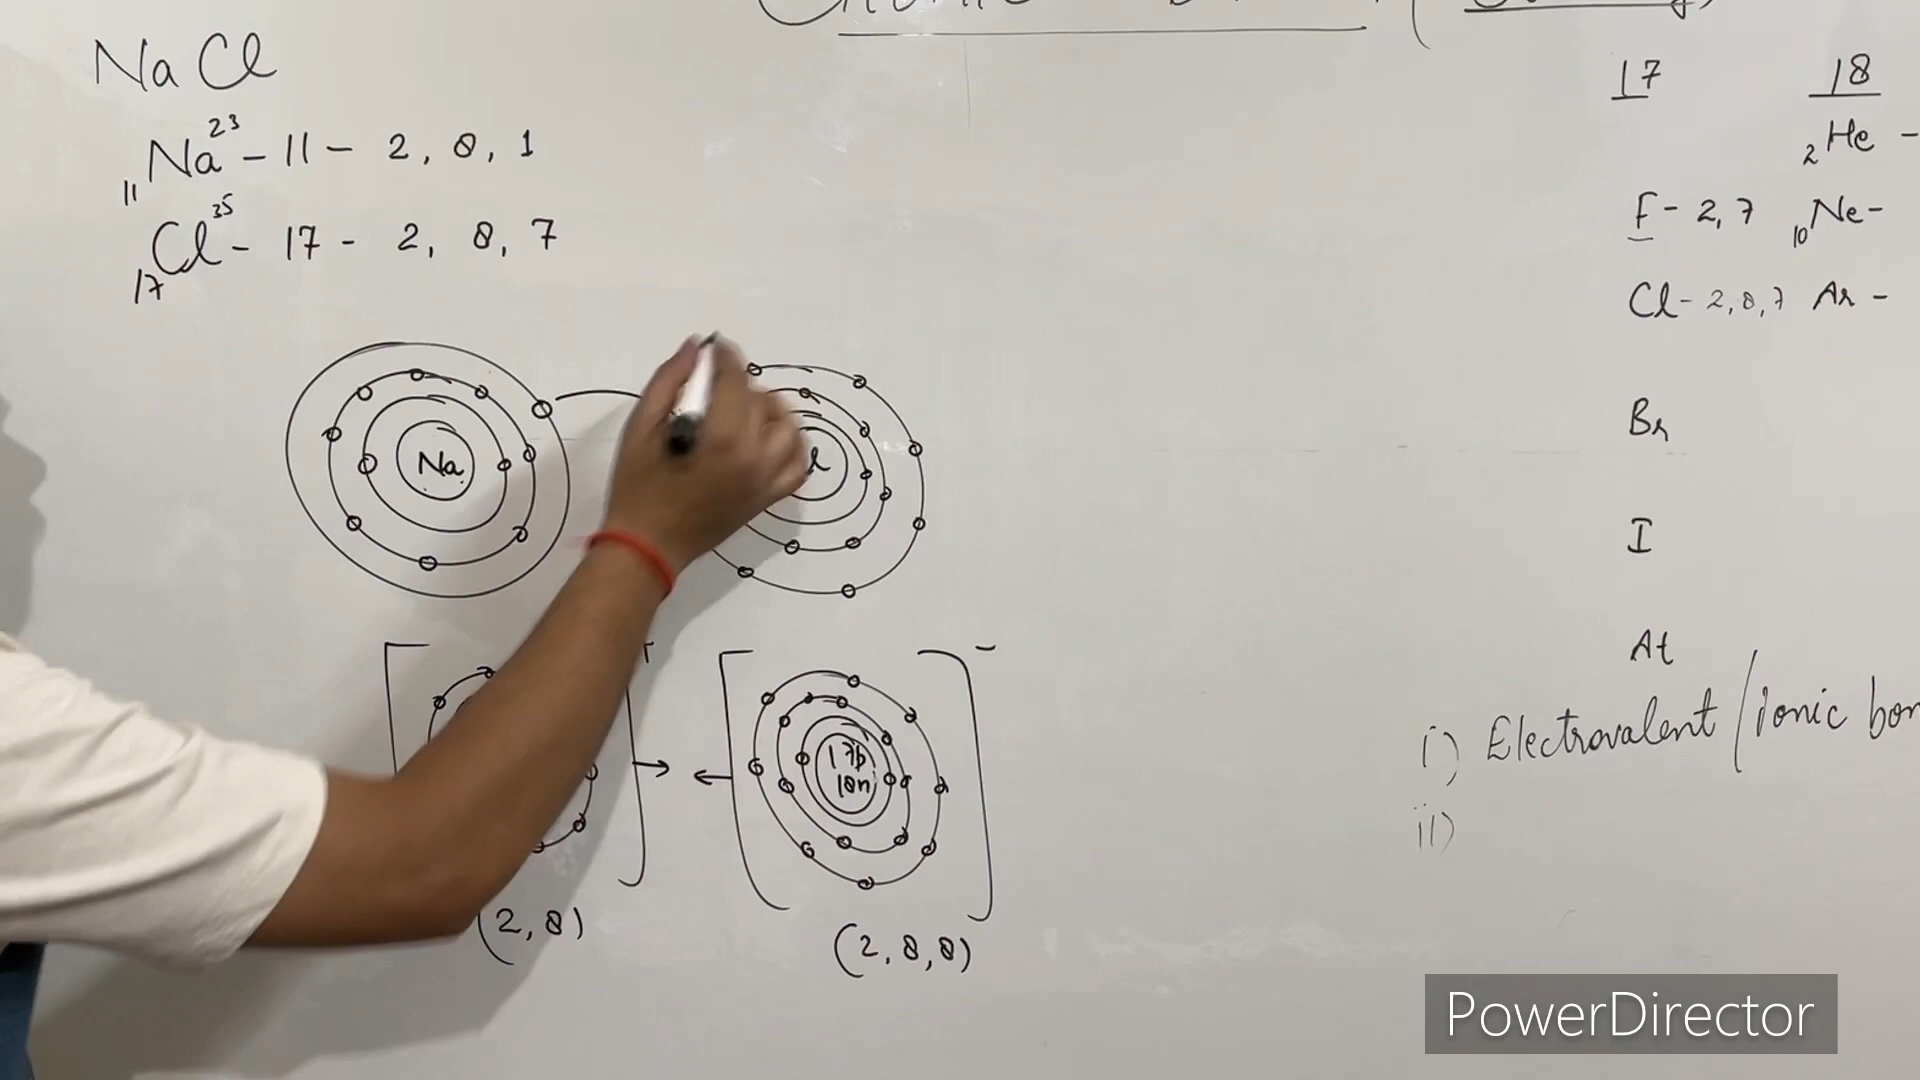 NaCl
₁₁Na²³ - 11 - 2, 8, 1
₁₇Cl³⁵ - 17 - 2, 8, 7
17 18
₂He -
F - 2, 7 ₁₀Ne -
Cl - 2, 8, 7 Ar -
Br
I
At
Na
+
-
17p
18n
(2, 8)
(2, 8, 8)
i) Electrovalent / ionic
ii)
PowerDirector